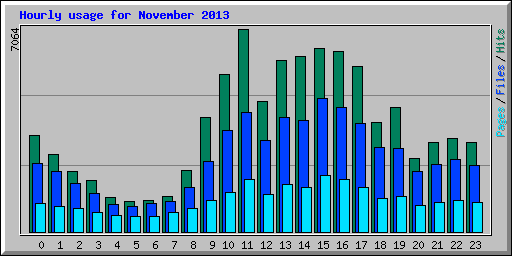 Hourly usage for November 2013
7064
Pages/Files/Hits
0 1 2 3 4 5 6 7 8 9 10 11 12 13 14 15 16 17 18 19 20 21 22 23